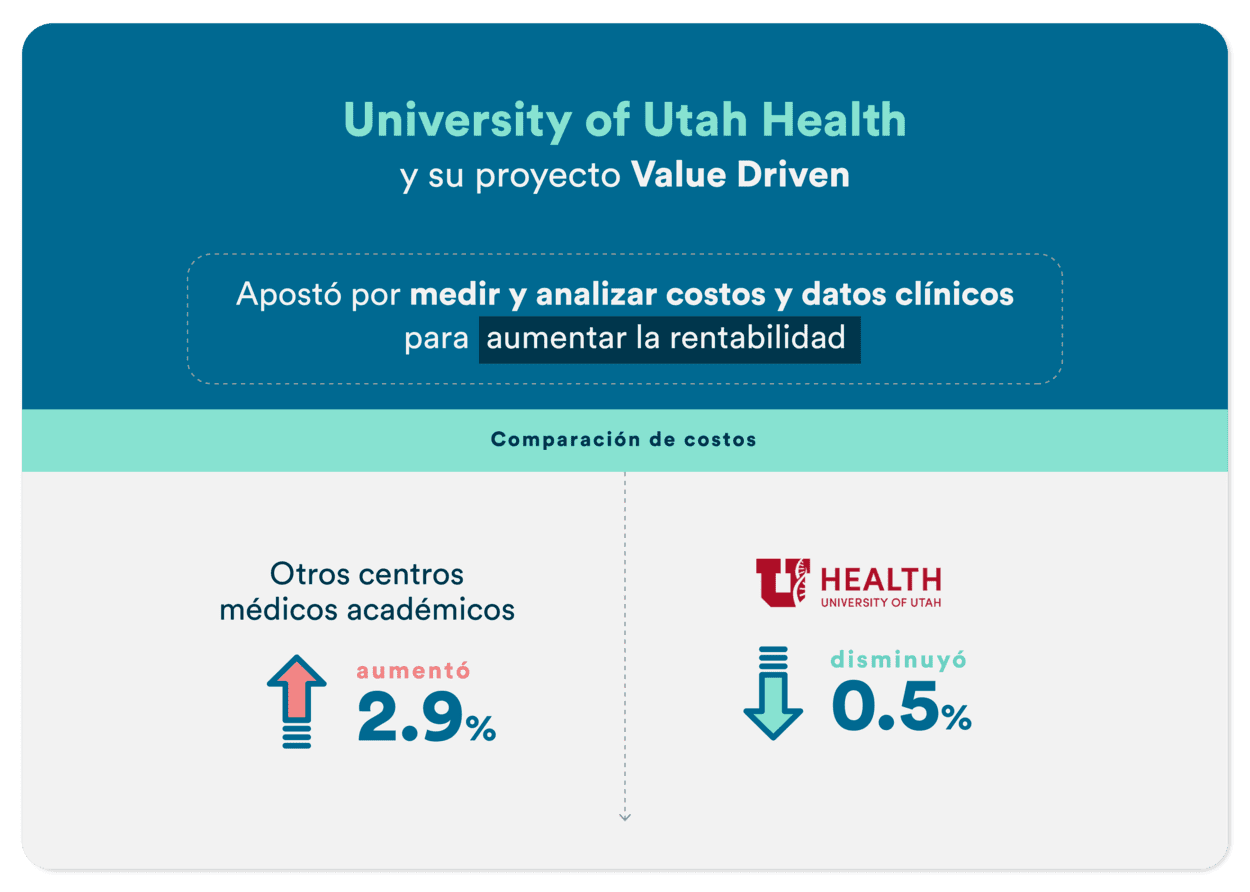 University of Utah Health
y su proyecto Value Driven
Apostó por medir y analizar costos y datos clínicos
para aumentar la rentabilidad
Comparación de costos
Otros centros
médicos académicos
aumentó
2.9%
U HEALTH
UNIVERSITY OF UTAH
disminuyó
0.5%